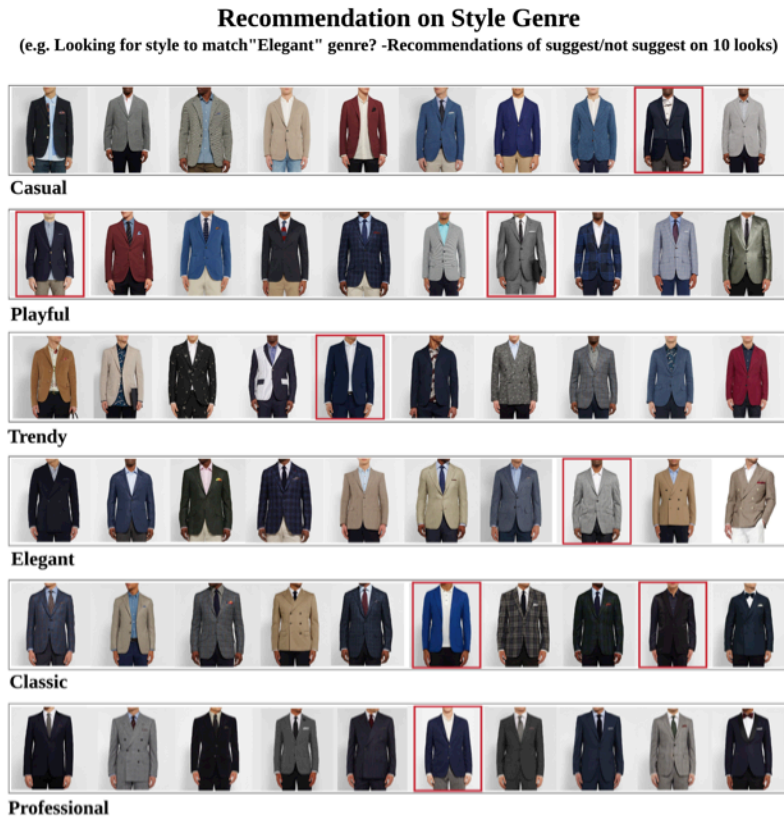 Recommendation on Style Genre
(e.g. Looking for style to match"Elegant" genre? -Recommendations of suggest/not suggest on 10 looks)
Casual
Playful
Trendy
Elegant
Classic
Professional